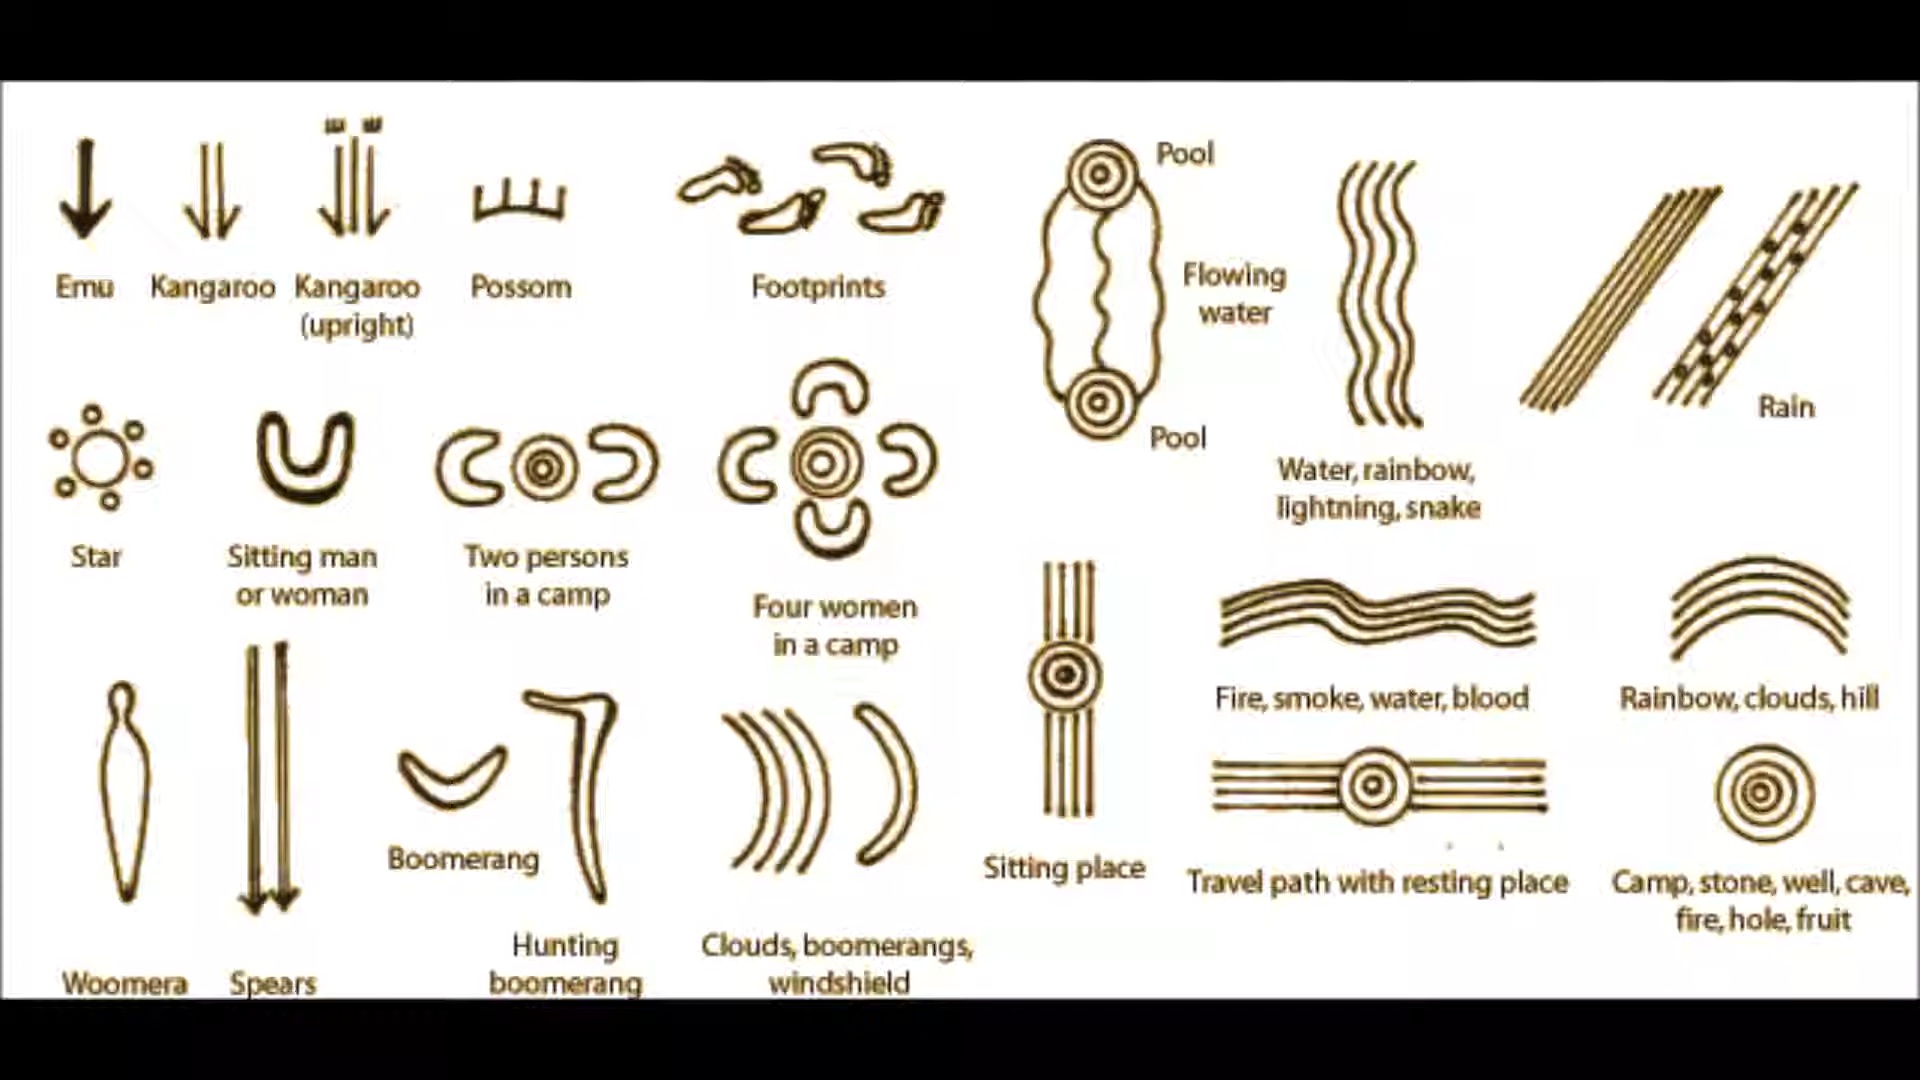 Emu
Kangaroo
Kangaroo
(upright)
Possom
Footprints
Pool
Flowing
water
Pool
Water, rainbow,
lightning, snake
Rain
Star
Sitting man
or woman
Two persons
in a camp
Four women
in a camp
Sitting place
Fire, smoke, water, blood
Rainbow, clouds, hill
Woomera
Spears
Boomerang
Hunting
boomerang
Clouds, boomerangs,
windshield
Travel path with resting place
Camp, stone, well, cave,
fire, hole, fruit